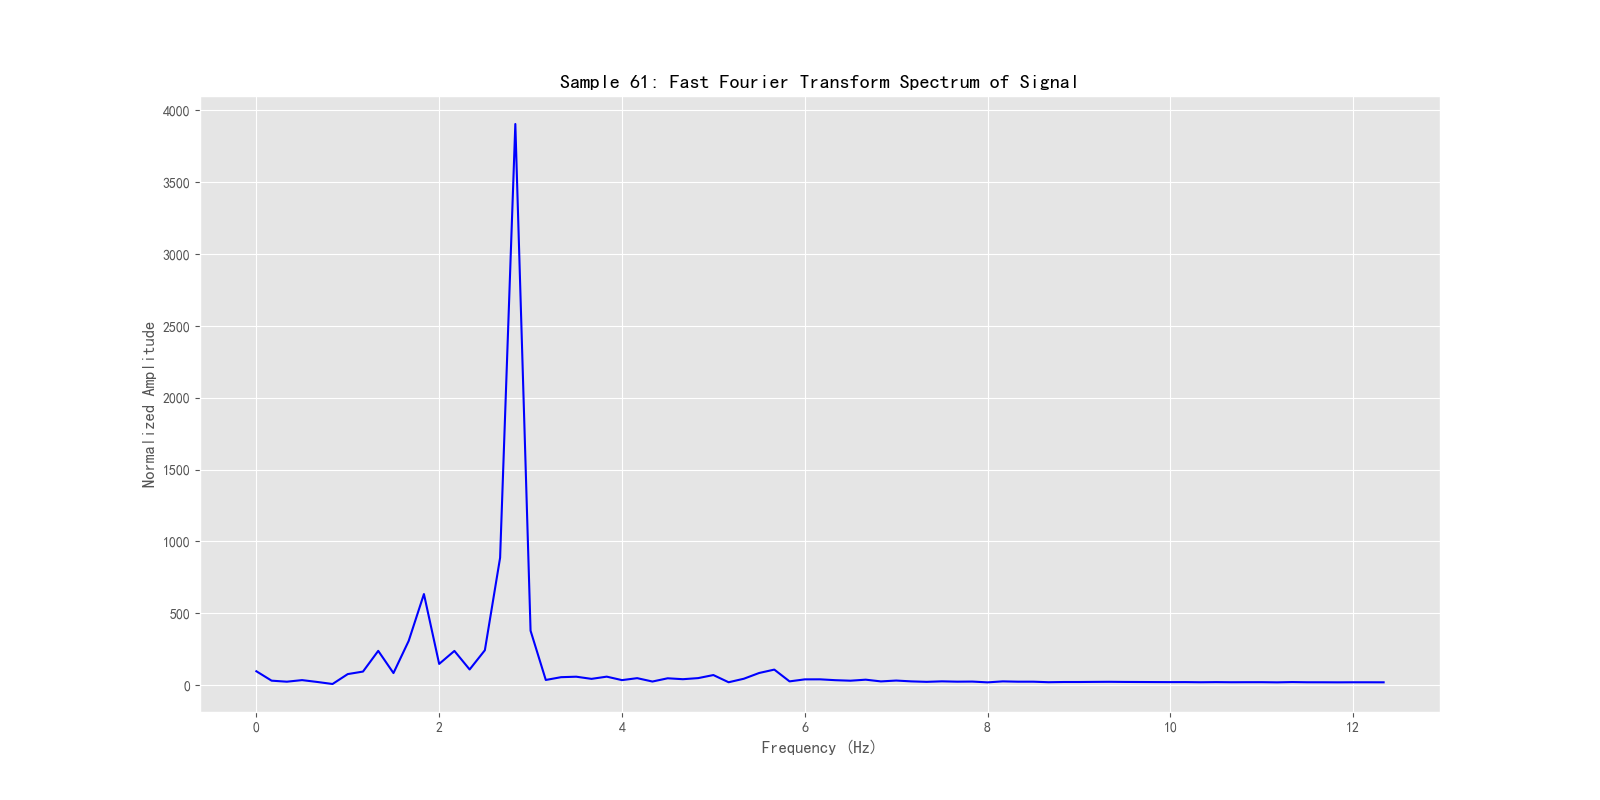 Sample 61: Fast Fourier Transform Spectrum of Signal
4000
3500
3000
2500
2000
1500
1000
500
0
Normalized Amplitude
0 2 4 6 8 10 12
Frequency (Hz)